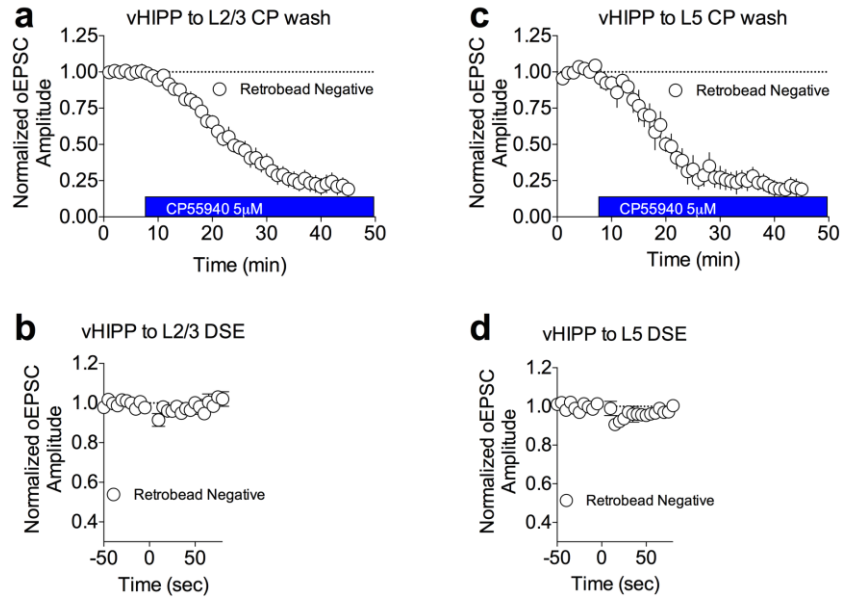 a
vHIPP to L2/3 CP wash
Normalized oEPSC
Amplitude
1.25
1.00
0.75
0.50
0.25
0.00
Retrobead Negative
CP55940 5μM
0 10 20 30 40 50
Time (min)
c
vHIPP to L5 CP wash
Normalized oEPSC
Amplitude
1.25
1.00
0.75
0.50
0.25
0.00
Retrobead Negative
CP55940 5μM
0 10 20 30 40 50
Time (min)
b
vHIPP to L2/3 DSE
Normalized oEPSC
Amplitude
1.2
1.0
0.8
0.6
0.4
Retrobead Negative
-50 0 50
Time (sec)
d
vHIPP to L5 DSE
Normalized oEPSC
Amplitude
1.2
1.0
0.8
0.6
0.4
Retrobead Negative
-50 0 50
Time (sec)